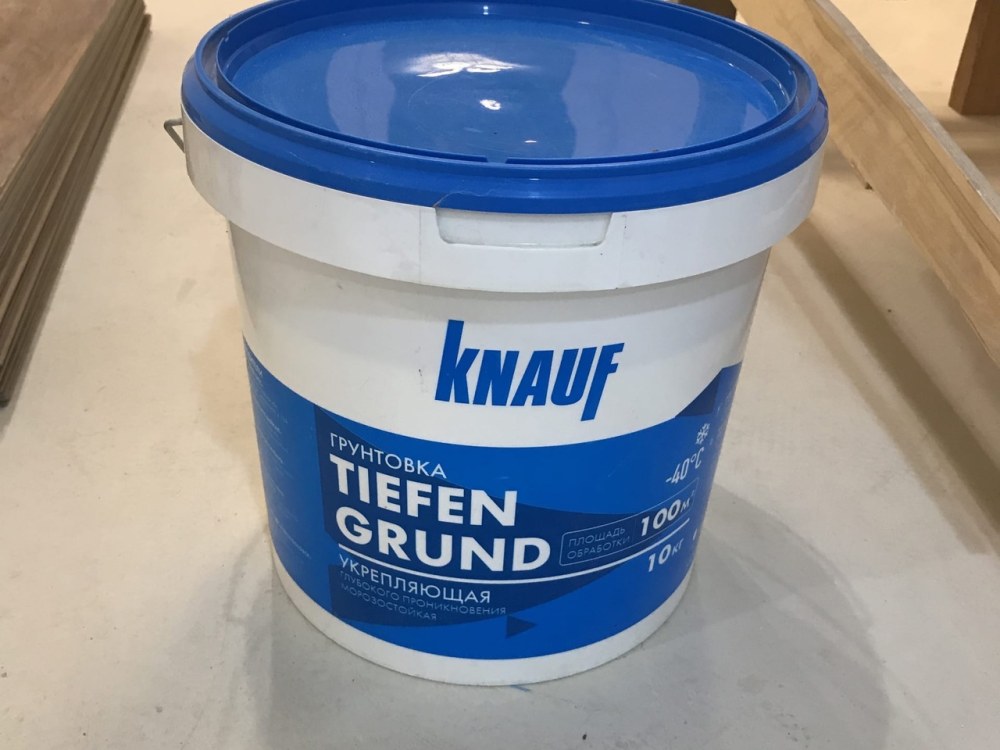 KNAUF
ГРУНТОВКА
TIEFEN
GRUND
УКРЕПЛЯЮЩАЯ
ГЛУБОКОГО ПРОНИКНОВЕНИЯ
МОРОЗОСТОЙКАЯ
-40°C
ПЛОЩАДЬ
ОБРАБОТКИ
100м²
10кг